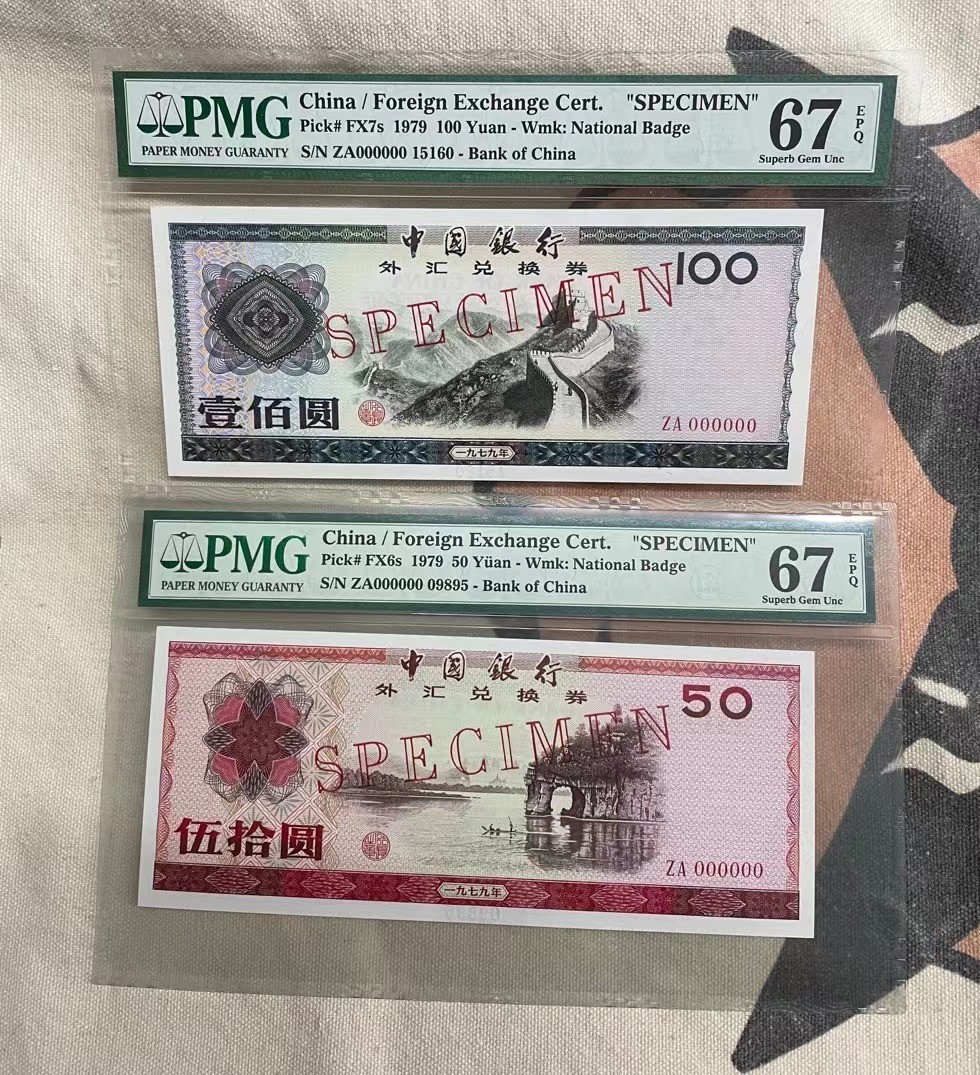 PMG
PAPER MONEY GUARANTY
China / Foreign Exchange Cert. "SPECIMEN"
Pick# FX7s 1979 100 Yuan - Wmk: National Badge
S/N ZA000000 15160 - Bank of China
67
EPQ
Superb Gem Unc
中國銀行
外汇兑换券
100
SPECIMEN
壹佰圆
ZA 000000
一九七九年
PMG
PAPER MONEY GUARANTY
China / Foreign Exchange Cert. "SPECIMEN"
Pick# FX6s 1979 50 Yüan - Wmk: National Badge
S/N ZA000000 09895 - Bank of China
67
EPQ
Superb Gem Unc
中國銀行
外汇兑换券
50
SPECIMEN
伍拾圆
ZA 000000
一九七九年